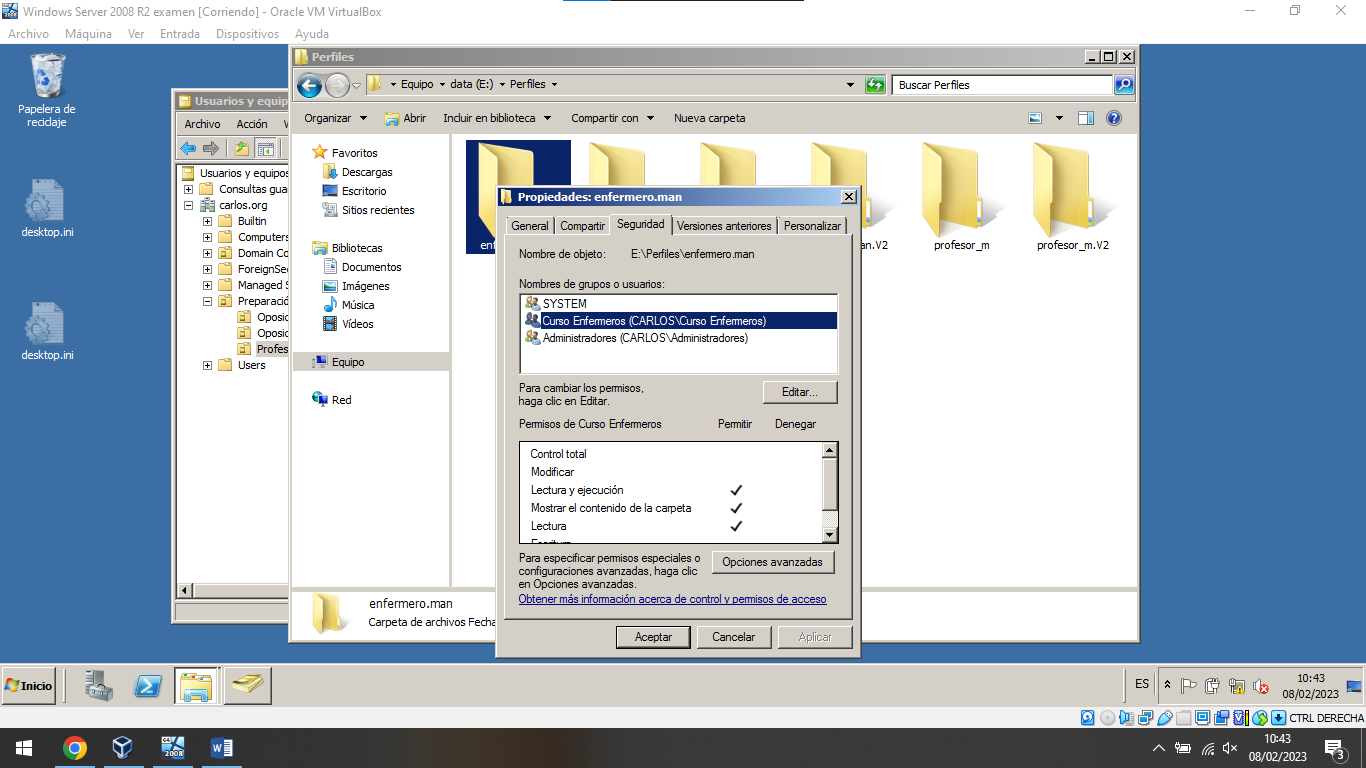 Windows Server 2008 R2 examen [Corriendo] - Oracle VM VirtualBox
Archivo Máquina Ver Entrada Dispositivos Ayuda
Papelera de
reciclaje
desktop.ini
desktop.ini
Usuarios y equip
Archivo Acción
Usuarios y equipos
Consultas gua
carlos.org
Builtin
Computers
Domain Co
ForeignSec
Managed S
Preparació
Oposic
Oposic
Profes
Users
Perfiles
Equipo data (E:) Perfiles
Buscar Perfiles
Organizar Abrir Incluir en biblioteca Compartir con Nueva carpeta
Favoritos
Descargas
Escritorio
Sitios recientes
Bibliotecas
Documentos
Imágenes
Música
Vídeos
Equipo
Red
enf
an.V2
profesor_m
profesor_m.V2
enfermero.man
Carpeta de archivos Fecha
Propiedades: enfermero.man
General Compartir Seguridad Versiones anteriores Personalizar
Nombre de objeto: E:\Perfiles\enfermero.man
Nombres de grupos o usuarios:
SYSTEM
Curso Enfermeros (CARLOS\Curso Enfermeros)
Administradores (CARLOS\Administradores)
Para cambiar los permisos,
haga clic en Editar.
Editar...
Permisos de Curso Enfermeros Permitir Denegar
Control total
Modificar
Lectura y ejecución
Mostrar el contenido de la carpeta
Lectura
Para especificar permisos especiales o
configuraciones avanzadas, haga clic
en Opciones avanzadas.
Opciones avanzadas
Obtener más información acerca de control y permisos de acceso
Aceptar Cancelar Aplicar
Inicio
ES
10:43
08/02/2023
CTRL DERECHA
2008
10:43
08/02/2023
3